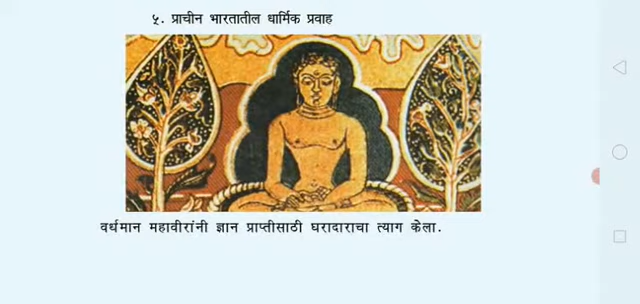 ५. प्राचीन भारतातील धार्मिक प्रवाह
वर्धमान महावीरांनी ज्ञान प्राप्तीसाठी घरादाराचा त्याग केला.